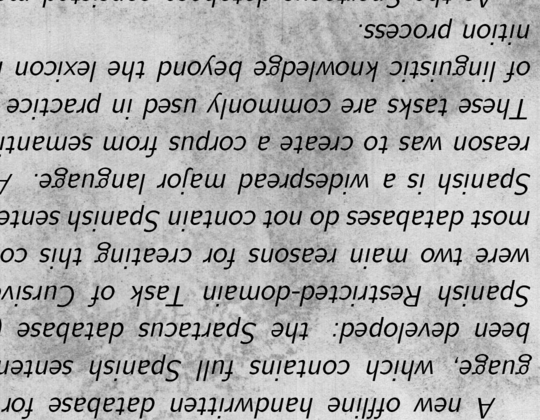 A new offline handwritten database for
guage, which contains full Spanish senten
been developed: the Spartacus database (
Spanish Restricted-domain Task of Cursiv
were two main reasons for creating this co
most databases do not contain Spanish sente
Spanish is a widespread major language. A
reason was to create a corpus from semanti
These tasks are commonly used in practice
of linguistic knowledge beyond the lexicon
nition process.
As the Spartacus database consisted